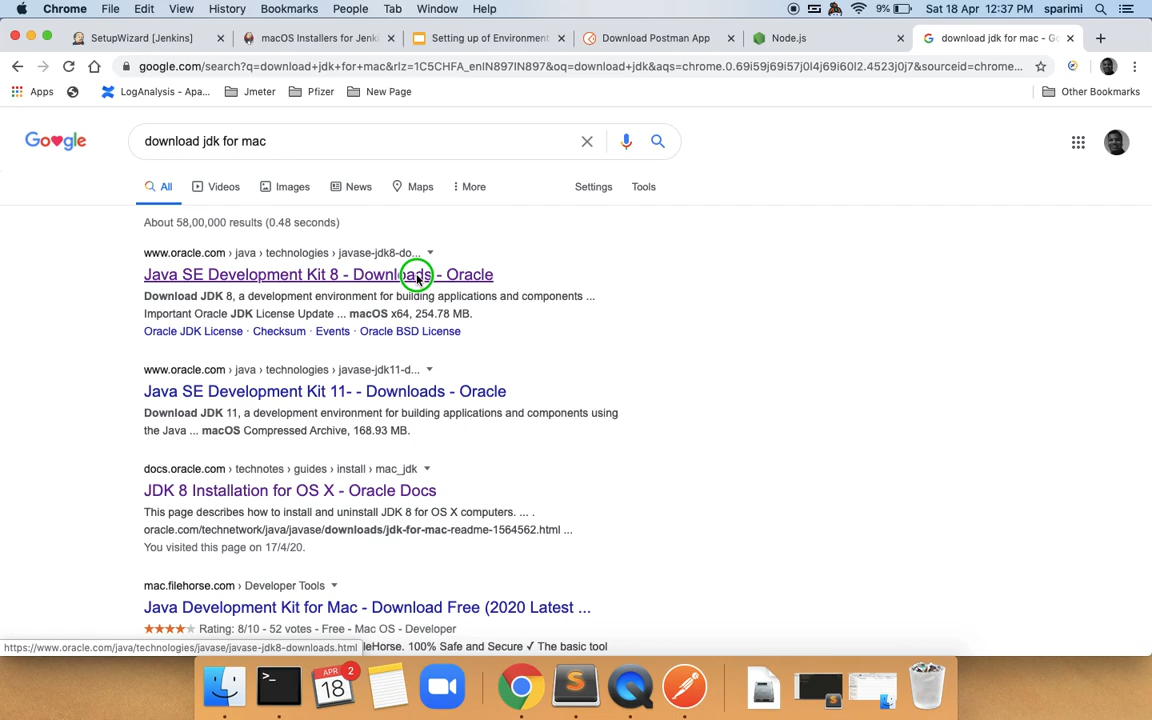 Chrome File Edit View History Bookmarks People Tab Window Help 9% Sat 18 Apr 12:37 PM sparimi
SetupWizard [Jenkins] macOS Installers for Jenki Setting up of Environment Download Postman App Node.js download jdk for mac - Go
google.com/search?q=download+jdk+for+mac&rlz=1C5CHFA_enIN897IN897&oq=download+jdk&aqs=chrome.0.69i59j69i57j0l4j69i60l2.4523j0j7&sourceid=chrome...
Apps LogAnalysis - Apa... Jmeter Pfizer New Page Other Bookmarks
Google
download jdk for mac
All Videos Images News Maps More Settings Tools
About 58,00,000 results (0.48 seconds)
www.oracle.com › java › technologies › javase-jdk8-do...
Java SE Development Kit 8 - Downloads - Oracle
Download JDK 8, a development environment for building applications and components ...
Important Oracle JDK License Update ... macOS x64, 254.78 MB.
Oracle JDK License · Checksum · Events · Oracle BSD License
www.oracle.com › java › technologies › javase-jdk11-d...
Java SE Development Kit 11- - Downloads - Oracle
Download JDK 11, a development environment for building applications and components using
the Java ... macOS Compressed Archive, 168.93 MB.
docs.oracle.com › technotes › guides › install › mac_jdk
JDK 8 Installation for OS X - Oracle Docs
This page describes how to install and uninstall JDK 8 for OS X computers. ... .
oracle.com/technetwork/java/javase/downloads/jdk-for-mac-readme-1564562.html ...
You visited this page on 17/4/20.
mac.filehorse.com › Developer Tools
Java Development Kit for Mac - Download Free (2020 Latest ...
Rating: 8/10 - 52 votes - Free - Mac OS - Developer
https://www.oracle.com/java/technologies/javase/javase-jdk8-downloads.html leHorse. 100% Safe and Secure ✓ The basic tool
APR 2
18